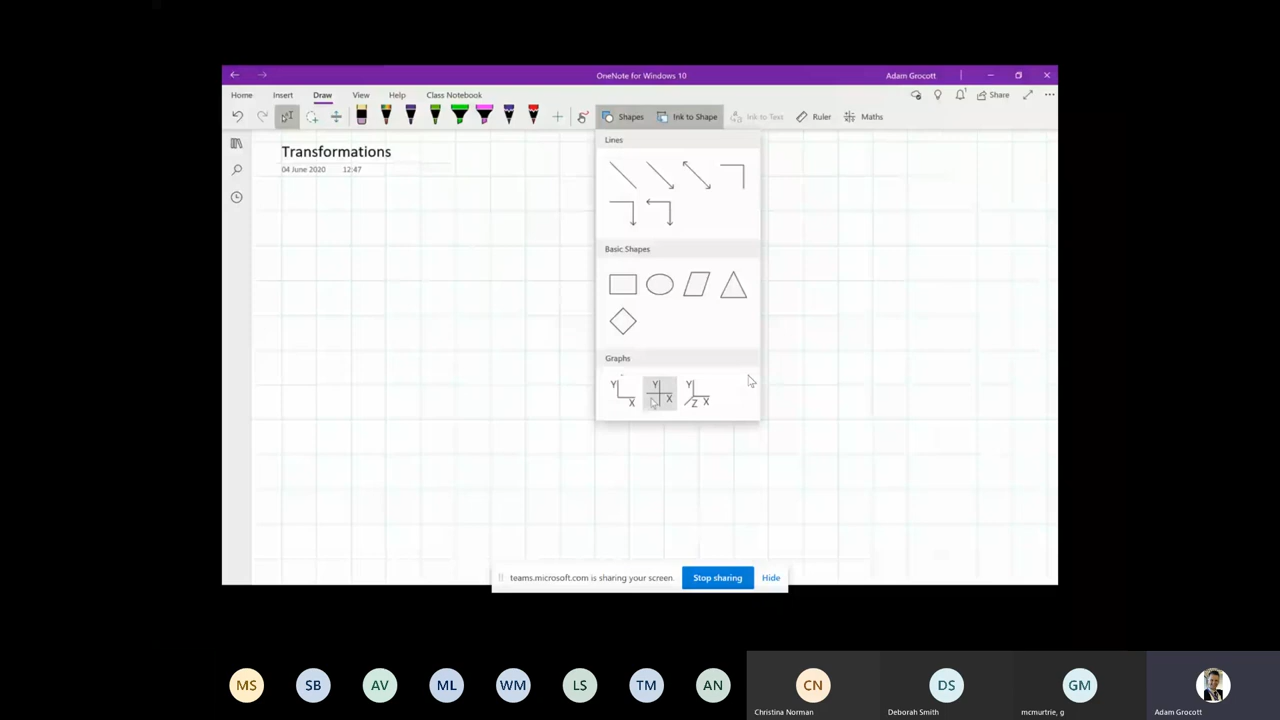 OneNote for Windows 10
Adam Grocott
Home Insert Draw View Help Class Notebook
Share
Shapes Ink to Shape Ink to Text Ruler Maths
Transformations
04 June 2020 12:47
Lines
Basic Shapes
Graphs
Y X Y X Y Z X
teams.microsoft.com is sharing your screen.
Stop sharing
Hide
MS SB AV ML WM LS TM AN CN DS GM
Christina Norman Deborah Smith mcmurtrie, g Adam Grocott